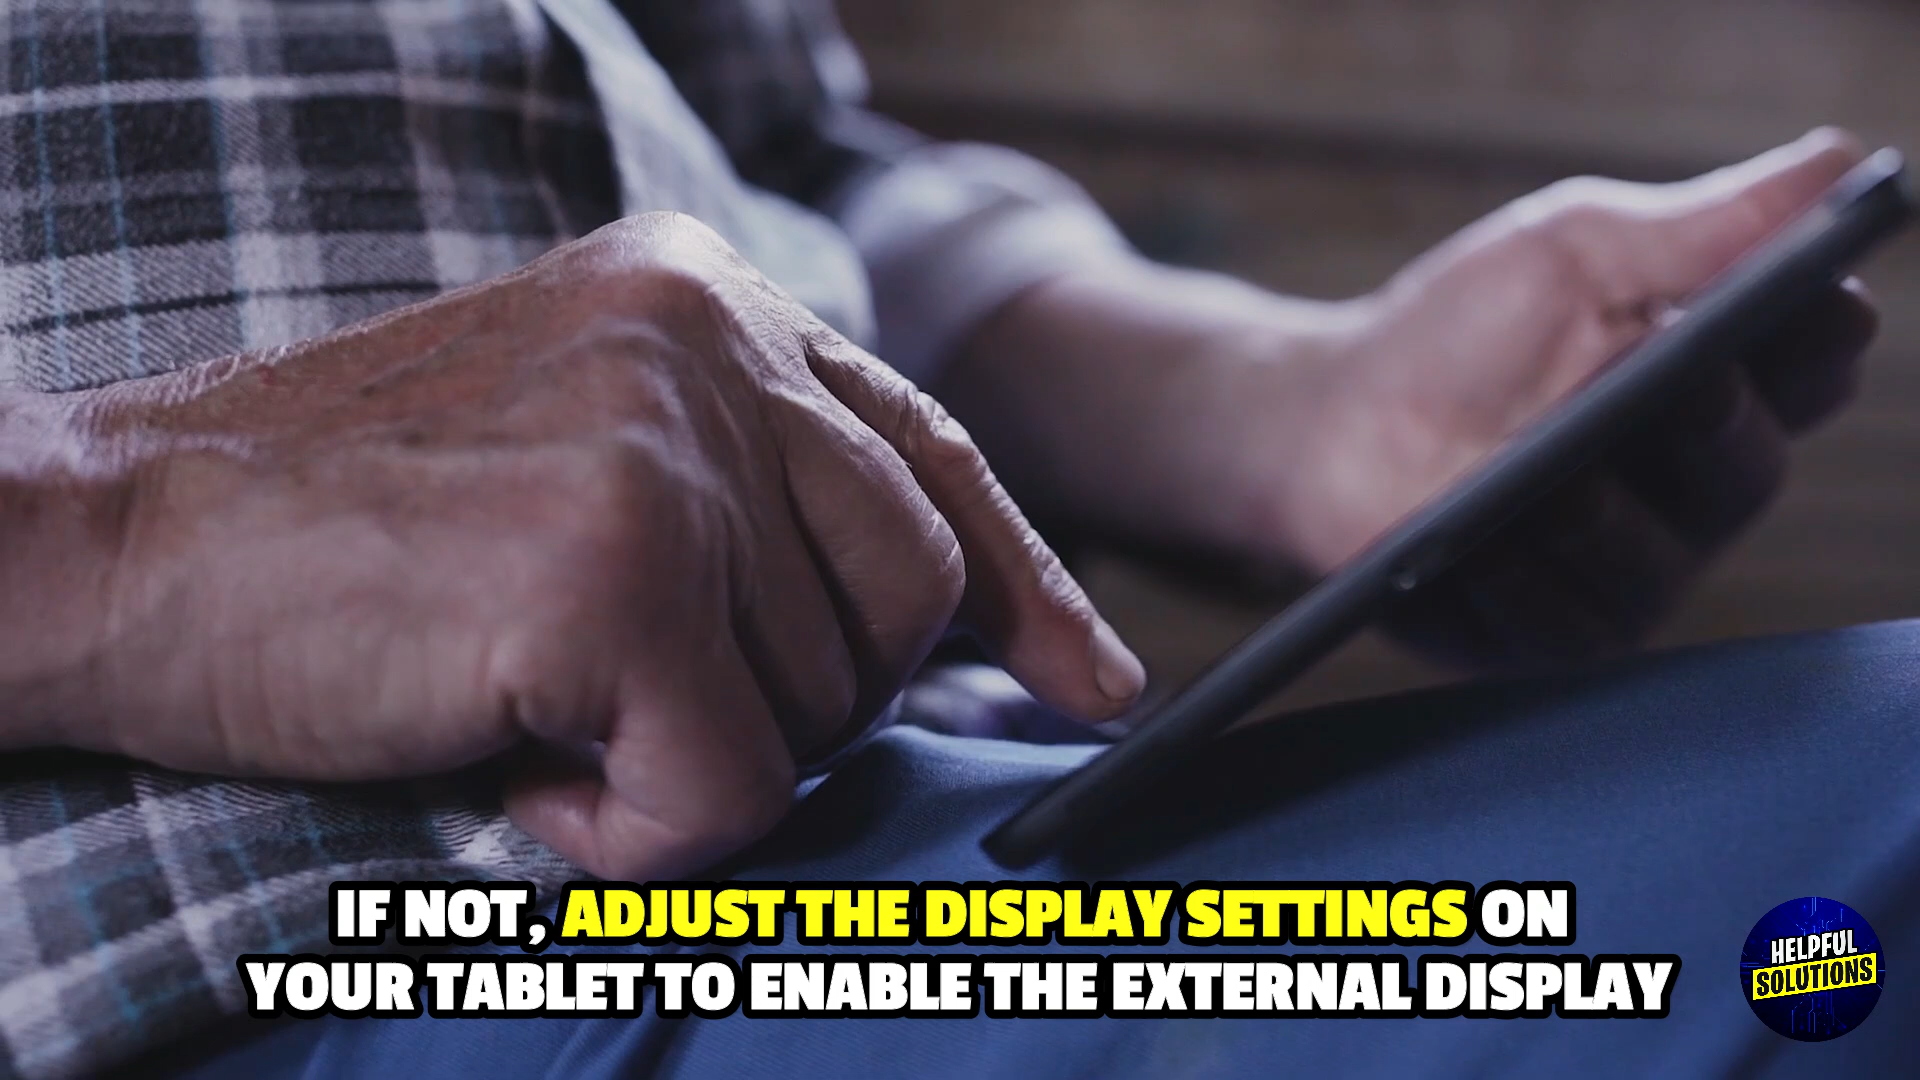 IF NOT, ADJUST THE DISPLAY SETTINGS ON
YOUR TABLET TO ENABLE THE EXTERNAL DISPLAY
HELPFUL
SOLUTIONS